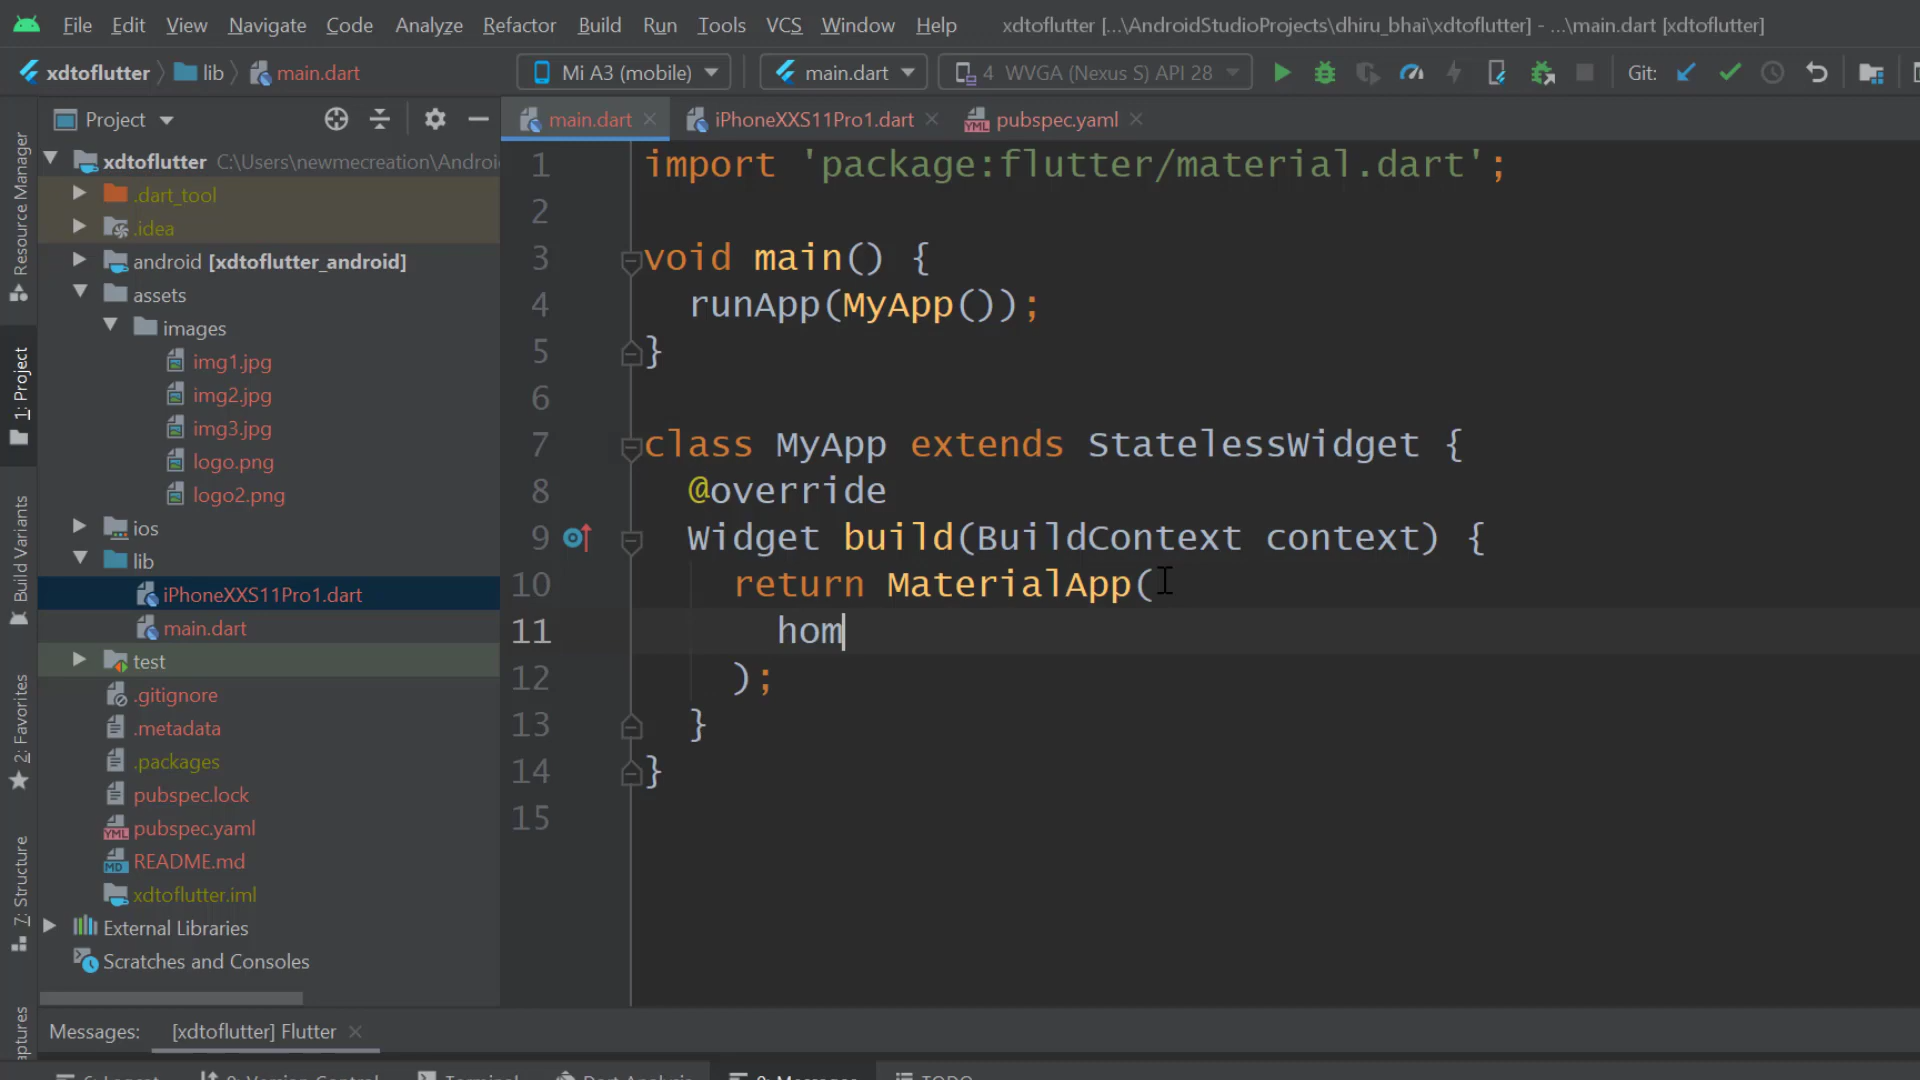 File Edit View Navigate Code Analyze Refactor Build Run Tools VCS Window Help xdtoflutter [...\AndroidStudioProjects\dhiru_bhai\xdtoflutter] - ...\main.dart [xdtoflutter]
xdtoflutter lib main.dart Mi A3 (mobile) main.dart 4 WVGA (Nexus S) API 28 Git:
Project main.dart iPhoneXXS11Pro1.dart pubspec.yaml
Resource Manager
1: Project
Build Variants
2: Favorites
7: Structure
xdtoflutter C:\Users\newmecreation\Androi
.dart_tool
.idea
android [xdtoflutter_android]
assets
images
img1.jpg
img2.jpg
img3.jpg
logo.png
logo2.png
ios
lib
iPhoneXXS11Pro1.dart
main.dart
test
.gitignore
.metadata
.packages
pubspec.lock
pubspec.yaml
README.md
xdtoflutter.iml
External Libraries
Scratches and Consoles
1 import 'package:flutter/material.dart';
2
3 void main() {
4 runApp(MyApp());
5 }
6
7 class MyApp extends StatelessWidget {
8 @override
9 Widget build(BuildContext context) {
10 return MaterialApp(
11 hom
12 );
13 }
14 }
15
Messages: [xdtoflutter] Flutter